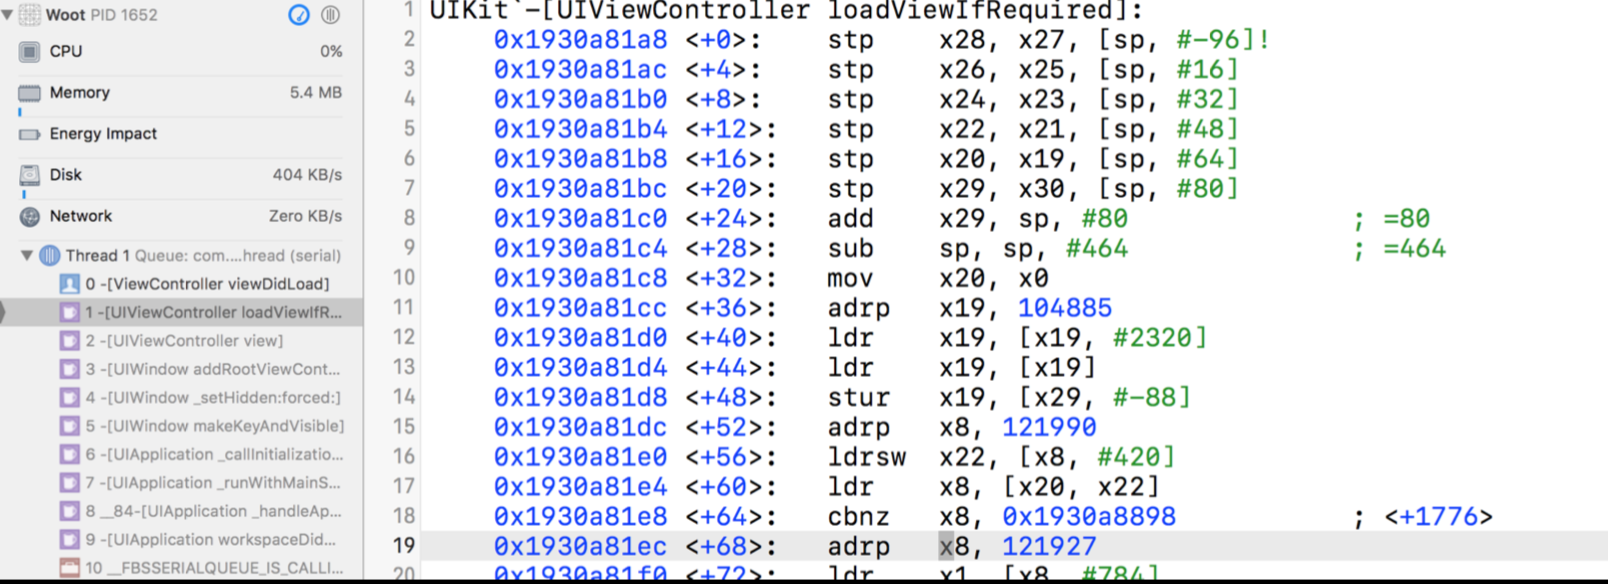 Woot PID 1652
CPU 0%
Memory 5.4 MB
Energy Impact
Disk 404 KB/s
Network Zero KB/s
Thread 1 Queue: com....hread (serial)
0 -[ViewController viewDidLoad]
1 -[UIViewController loadViewIfR...
2 -[UIViewController view]
3 -[UIWindow addRootViewCont...
4 -[UIWindow _setHidden:forced:]
5 -[UIWindow makeKeyAndVisible]
6 -[UIApplication _callInitializatio...
7 -[UIApplication _runWithMainS...
8 __84-[UIApplication _handleAp...
9 -[UIApplication workspaceDid...
10 __FBSSERIALQUEUE_IS_CALLI...
1 UIKit`-[UIViewController loadViewIfRequired]:
2 0x1930a81a8 <+0>: stp x28, x27, [sp, #-96]!
3 0x1930a81ac <+4>: stp x26, x25, [sp, #16]
4 0x1930a81b0 <+8>: stp x24, x23, [sp, #32]
5 0x1930a81b4 <+12>: stp x22, x21, [sp, #48]
6 0x1930a81b8 <+16>: stp x20, x19, [sp, #64]
7 0x1930a81bc <+20>: stp x29, x30, [sp, #80]
8 0x1930a81c0 <+24>: add x29, sp, #80 ; =80
9 0x1930a81c4 <+28>: sub sp, sp, #464 ; =464
10 0x1930a81c8 <+32>: mov x20, x0
11 0x1930a81cc <+36>: adrp x19, 104885
12 0x1930a81d0 <+40>: ldr x19, [x19, #2320]
13 0x1930a81d4 <+44>: ldr x19, [x19]
14 0x1930a81d8 <+48>: stur x19, [x29, #-88]
15 0x1930a81dc <+52>: adrp x8, 121990
16 0x1930a81e0 <+56>: ldrsw x22, [x8, #420]
17 0x1930a81e4 <+60>: ldr x8, [x20, x22]
18 0x1930a81e8 <+64>: cbnz x8, 0x1930a8898 ; <+1776>
19 0x1930a81ec <+68>: adrp x8, 121927
20 0x1930a81f0 <+72>: ldr x1, [x8, #784]